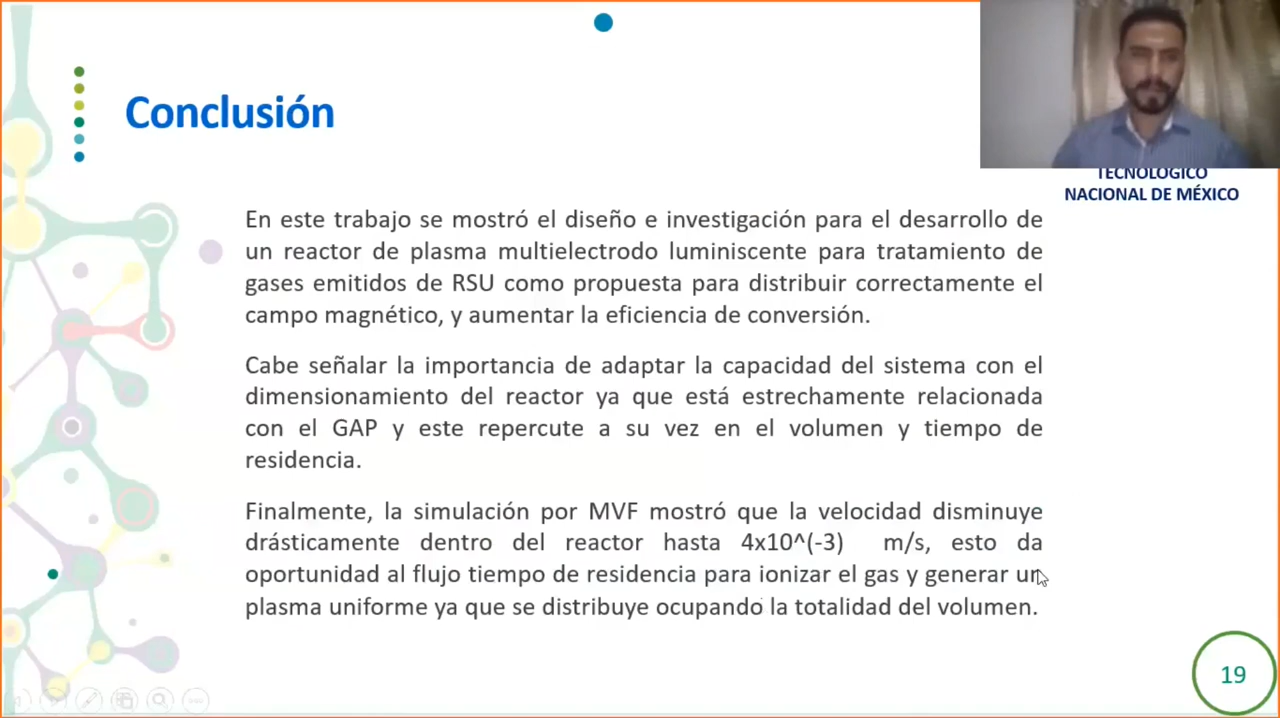 Conclusión
TECNOLÓGICO
NACIONAL DE MÉXICO
En este trabajo se mostró el diseño e investigación para el desarrollo de
un reactor de plasma multielectrodo luminiscente para tratamiento de
gases emitidos de RSU como propuesta para distribuir correctamente el
campo magnético, y aumentar la eficiencia de conversión.
Cabe señalar la importancia de adaptar la capacidad del sistema con el
dimensionamiento del reactor ya que está estrechamente relacionada
con el GAP y este repercute a su vez en el volumen y tiempo de
residencia.
Finalmente, la simulación por MVF mostró que la velocidad disminuye
drásticamente dentro del reactor hasta 4x10^(-3) m/s, esto da
oportunidad al flujo tiempo de residencia para ionizar el gas y generar un
plasma uniforme ya que se distribuye ocupando la totalidad del volumen.
19